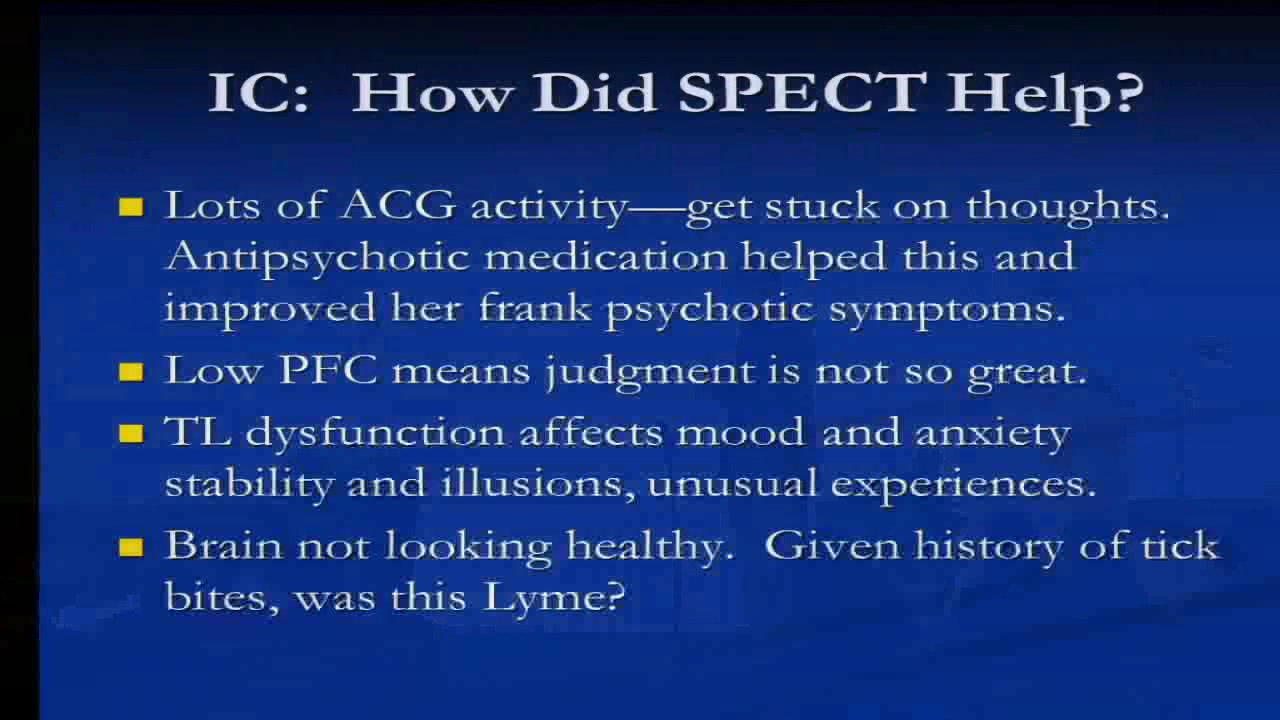 IC: How Did SPECT Help?
Lots of ACG activity—get stuck on thoughts.
Antipsychotic medication helped this and
improved her frank psychotic symptoms.
Low PFC means judgment is not so great.
TL dysfunction affects mood and anxiety
stability and illusions, unusual experiences.
Brain not looking healthy. Given history of tick
bites, was this Lyme?